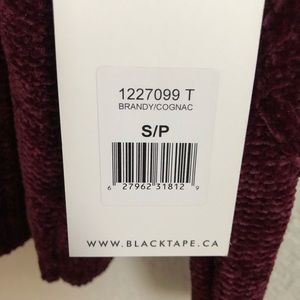 1227099 T
BRANDY/COGNAC
S/P
6 27962 31812 9
WWW.BLACKTAPE.CA